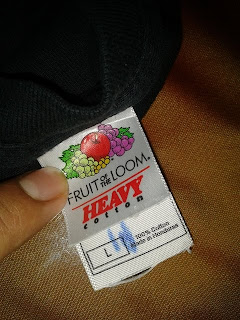 FRUIT OF THE LOOM®
HEAVY
cotton
L
100% Cotton
Made in Honduras